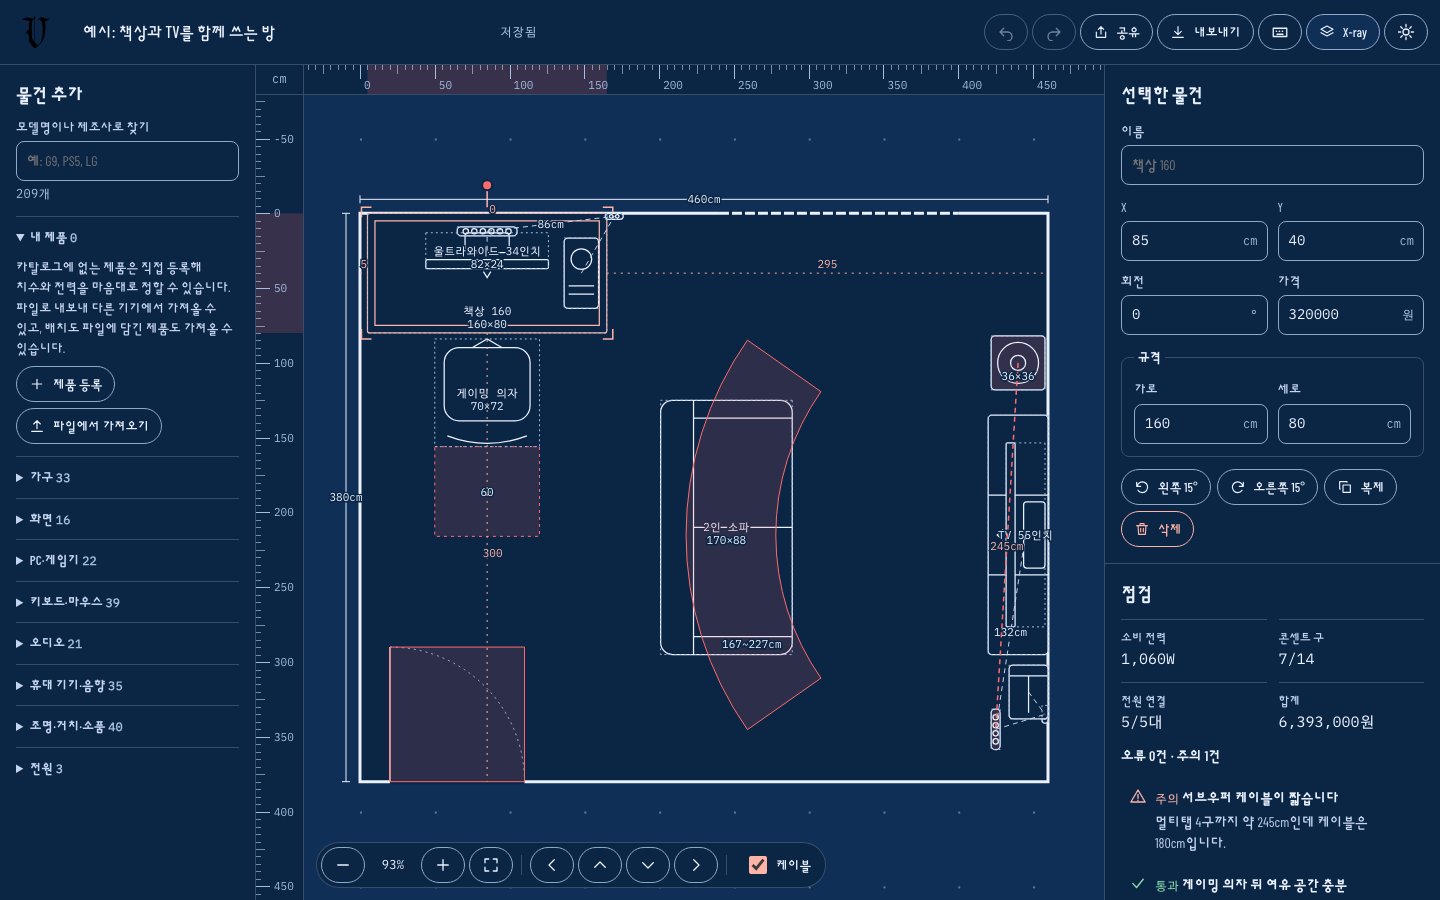 예시: 책상과 TV를 함께 쓰는 방
저장됨
공유
내보내기
X-ray
물건 추가
모델명이나 제조사로 찾기
예: G9, PS5, LG
209개
내 제품 0
카탈로그에 없는 제품은 직접 등록해
치수와 전력을 마음대로 정할 수 있습니다.
파일로 내보내 다른 기기에서 가져올 수
있고, 배치도 파일에 담긴 제품도 가져올 수
있습니다.
제품 등록
파일에서 가져오기
가구 33
화면 16
PC·게임기 22
키보드·마우스 39
오디오 21
휴대 기기·음향 35
조명·거치·소품 40
전원 3
cm
0 50 100 150 200 250 300 350 400 450
-50
0
50
100
150
200
250
300
350
400
450
460cm
0
86cm
울트라와이드 34인치
82×24
5
295
책상 160
160×80
36×36
게이밍 의자
70×72
380cm
60
2인 소파
170×88
TV 55인치
245cm
300
132cm
167~227cm
93%
케이블
선택한 물건
이름
책상 160
X
Y
85 cm
40 cm
회전
가격
0 °
320000 원
규격
가로
세로
160 cm
80 cm
왼쪽 15°
오른쪽 15°
복제
삭제
점검
소비 전력
콘센트 구
1,060W
7/14
전원 연결
합계
5/5대
6,393,000원
오류 0건 · 주의 1건
주의 서브우퍼 케이블이 짧습니다
멀티탭 4구까지 약 245cm인데 케이블은
180cm입니다.
통과 게이밍 의자 뒤 여유 공간 충분